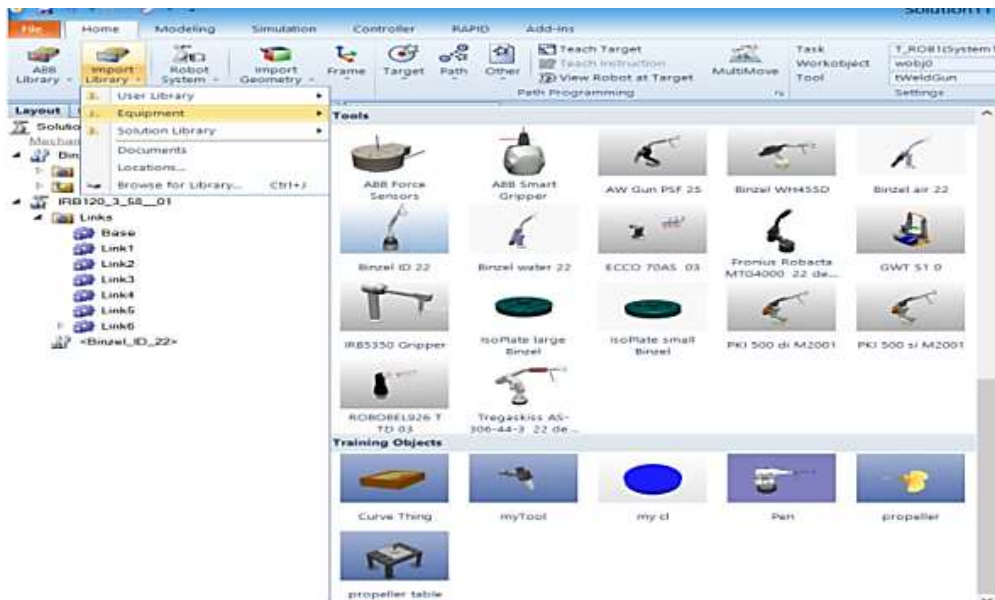 Solution11
File Home Modeling Simulation Controller RAPID Add-Ins
ABB Library
Import Library
Robot System
Import Geometry
Frame
Target
Path
Other
Teach Target
Teach Instruction
View Robot at Target
MultiMove
Path Programming
Task T_ROB1(System1
Workobject wobj0
Tool tWeldGun
Settings
User Library
Equipment
Solution Library
Documents
Locations...
Browse for Library... Ctrl+J
Layout
Solutio
Mechan
Bin
IRB120_3_58__01
Links
Base
Link1
Link2
Link3
Link4
Link5
Link6
<Binzel_ID_22>
Tools
ABB Force Sensors
ABB Smart Gripper
AW Gun PSF 25
Binzel WH455D
Binzel air 22
Binzel ID 22
Binzel water 22
ECCO 70AS 03
Fronius Robacta MTG4000 22 de...
GWT S1 0
IRB5350 Gripper
IsoPlate large Binzel
IsoPlate small Binzel
PKI 500 di M2001
PKI 500 si M2001
ROBOBEL926 T TD 03
Tregaskiss AS-306-44-3 22 de...
Training Objects
Curve Thing
myTool
my cl
Pen
propeller
propeller table